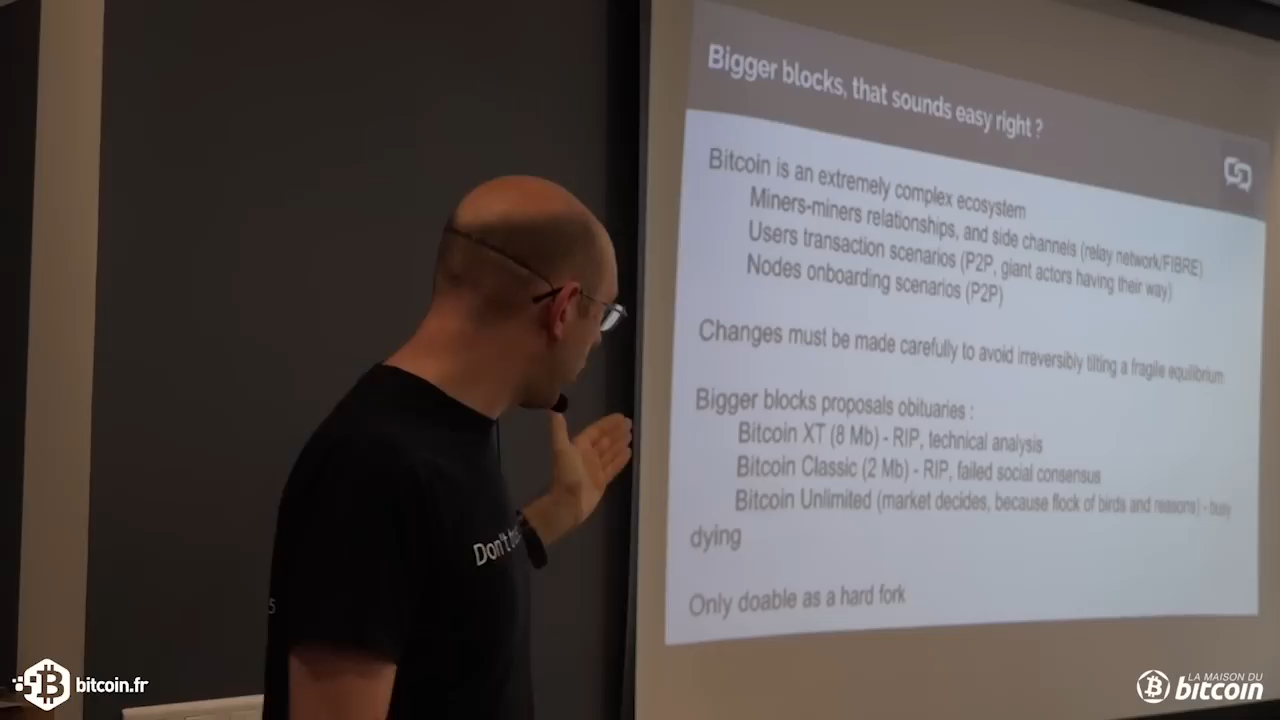 Bigger blocks, that sounds easy right ?
Bitcoin is an extremely complex ecosystem
Miners-miners relationships, and side channels (relay network/FIBRE)
Users transaction scenarios (P2P, giant actors having their way)
Nodes onboarding scenarios (P2P)
Changes must be made carefully to avoid irreversibly tilting a fragile equilibrium
Bigger blocks proposals obituaries :
Bitcoin XT (8 Mb) - RIP, technical analysis
Bitcoin Classic (2 Mb) - RIP, failed social consensus
Bitcoin Unlimited (market decides, because flock of birds and reasons) - busy
dying
Only doable as a hard fork
Don't
bitcoin.fr
LA MAISON DU
bitcoin